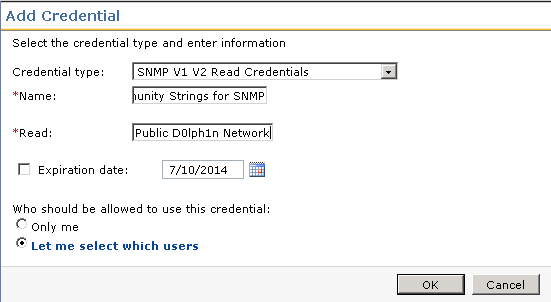 Add Credential
Select the credential type and enter information
Credential type: SNMP V1 V2 Read Credentials
*Name: Strings for SNMP
*Read: Public D0lph1n Network
Expiration date: 7/10/2014
Who should be allowed to use this credential:
Only me
Let me select which users
OK Cancel